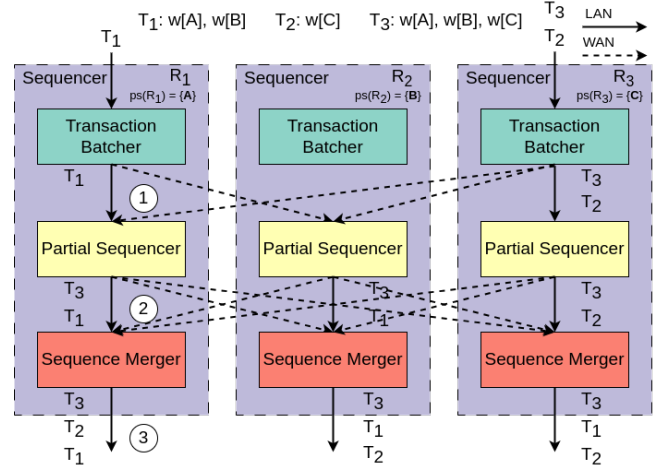 T1: w[A], w[B] T2: w[C] T3: w[A], w[B], w[C]
T1
T3
T2
LAN
WAN
Sequencer R1
ps(R1) = {A}
Transaction
Batcher
T1
1
Partial Sequencer
T3
T1
2
Sequence Merger
T3
T2
T1
3
Sequencer R2
ps(R2) = {B}
Transaction
Batcher
Partial Sequencer
T3
T1
Sequence Merger
T3
T1
T2
Sequencer R3
ps(R3) = {C}
Transaction
Batcher
T3
T2
Partial Sequencer
T3
T2
Sequence Merger
T3
T1
T2